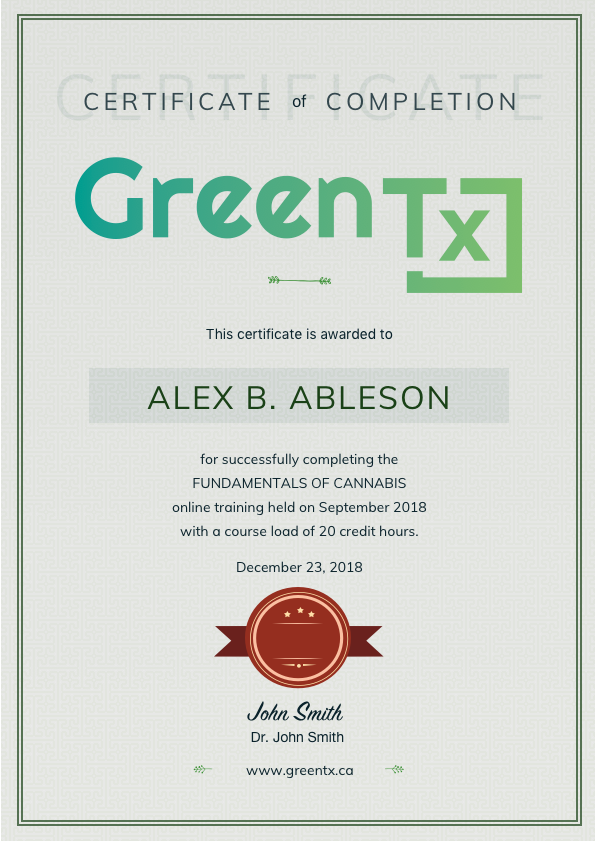 CERTIFICATE
CERTIFICATE of COMPLETION
GreenTx
This certificate is awarded to
ALEX B. ABLESON
for successfully completing the
FUNDAMENTALS OF CANNABIS
online training held on September 2018
with a course load of 20 credit hours.
December 23, 2018
John Smith
Dr. John Smith
www.greentx.ca